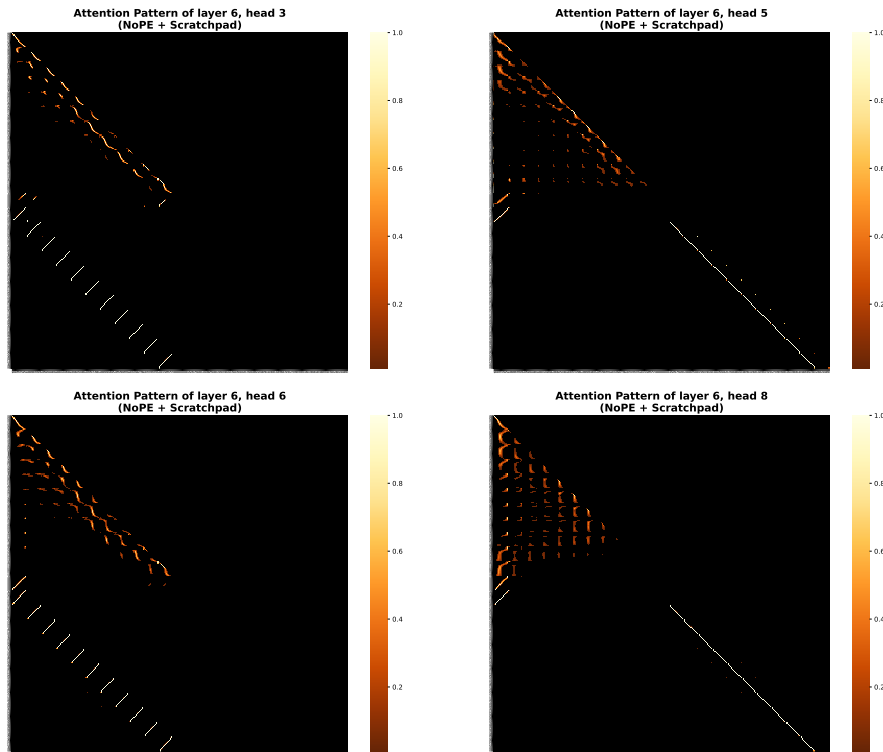 Attention Pattern of layer 6, head 3
(NoPE + Scratchpad)
1.0
0.8
0.6
0.4
0.2
Attention Pattern of layer 6, head 5
(NoPE + Scratchpad)
1.0
0.8
0.6
0.4
0.2
Attention Pattern of layer 6, head 6
(NoPE + Scratchpad)
1.0
0.8
0.6
0.4
0.2
Attention Pattern of layer 6, head 8
(NoPE + Scratchpad)
1.0
0.8
0.6
0.4
0.2